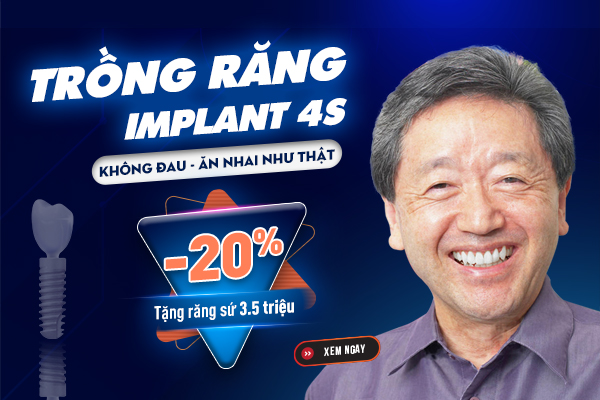 TRỒNG RĂNG
IMPLANT 4S
KHÔNG ĐAU - ĂN NHAI NHƯ THẬT
-20%
Tặng răng sứ 3.5 triệu
XEM NGAY